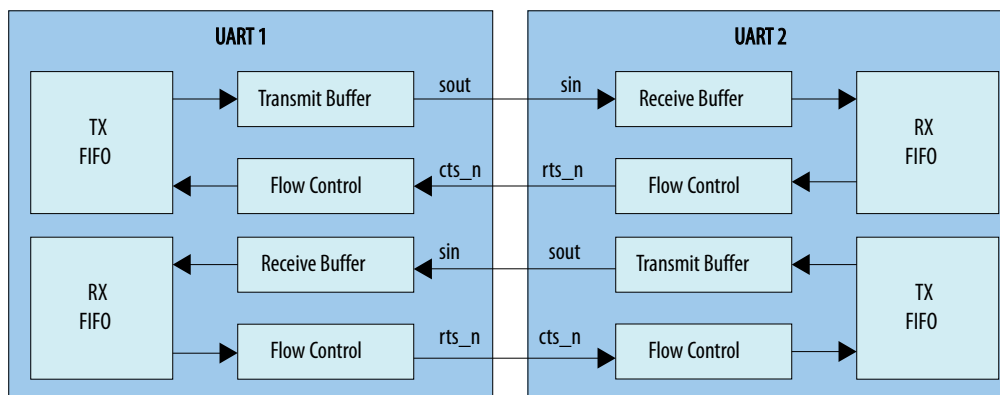 UART 1
UART 2
TX
FIFO
Transmit Buffer
sout
sin
Receive Buffer
RX
FIFO
Flow Control
cts_n
rts_n
Flow Control
RX
FIFO
Receive Buffer
sin
sout
Transmit Buffer
TX
FIFO
Flow Control
rts_n
cts_n
Flow Control